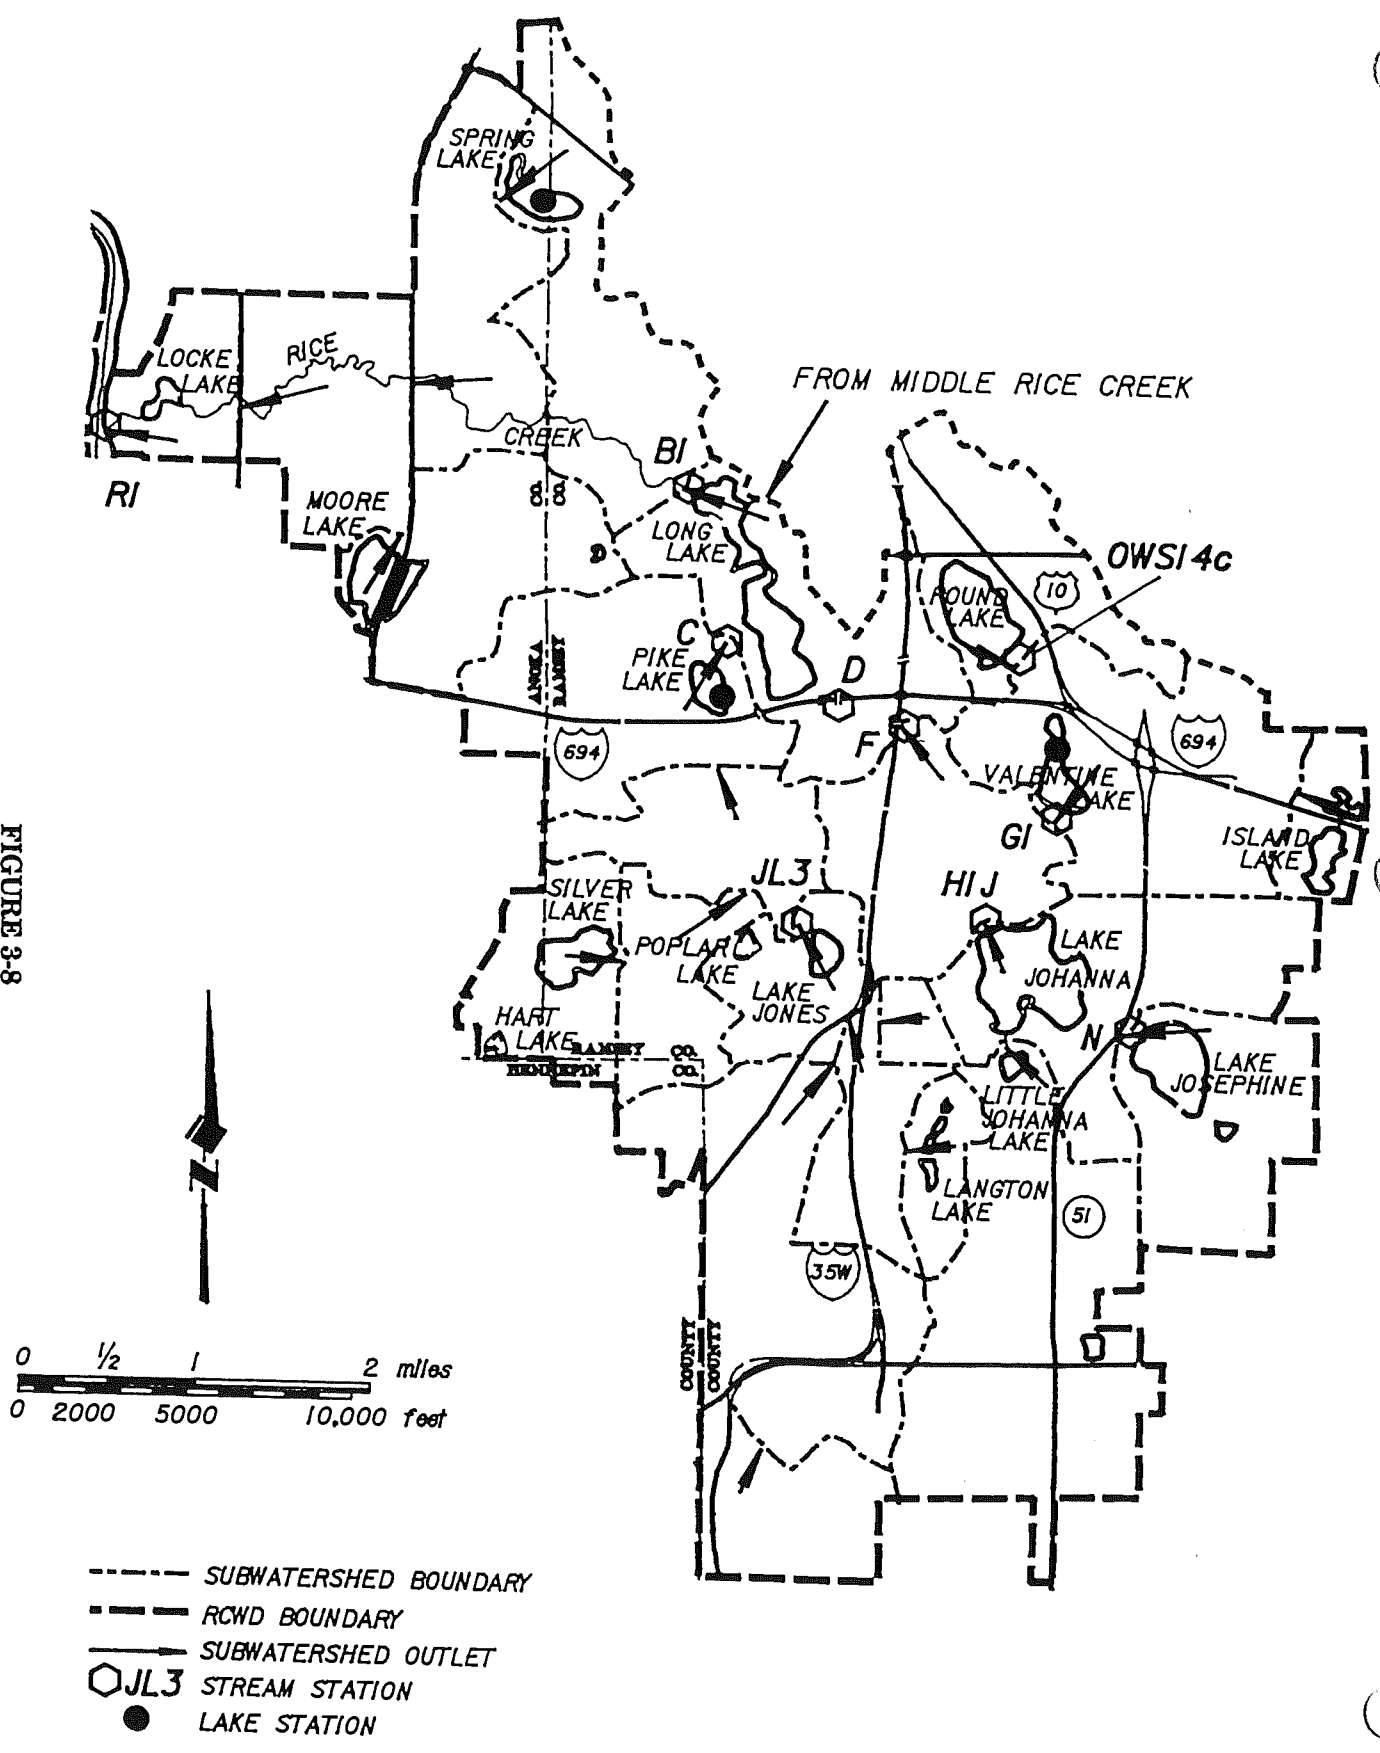 SPRING
LAKE
LOCKE
LAKE
RICE
CREEK
FROM MIDDLE RICE CREEK
RI
BI
CO.
CO.
MOORE
LAKE
LONG
LAKE
D
OWSI4c
ROUND
LAKE
10
C
PIKE
LAKE
ANOKA
RAMSEY
D
F
694
694
VALENTINE
LAKE
GI
ISLAND
LAKE
FIGURE 3-8
JL3
HIJ
SILVER
LAKE
POPLAR
LAKE
LAKE
JOHANNA
LAKE
JONES
HART
LAKE
RAMSEY CO.
HENNEPIN CO.
N
LAKE
JOSEPHINE
LITTLE
JOHANNA
LAKE
LANGTON
LAKE
51
35W
COUNTY
COUNTY
N
0 1/2 1 2 miles
0 2000 5000 10,000 feet
SUBWATERSHED BOUNDARY
RCWD BOUNDARY
SUBWATERSHED OUTLET
JL3 STREAM STATION
LAKE STATION